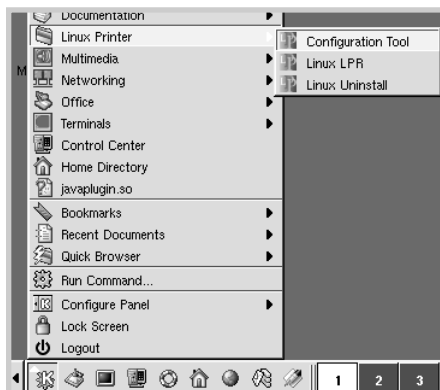 Documentation
Linux Printer
Configuration Tool
Multimedia
Linux LPR
M
Networking
Linux Uninstall
Office
Terminals
Control Center
Home Directory
javaplugin.so
Bookmarks
Recent Documents
Quick Browser
Run Command...
Configure Panel
Lock Screen
Logout
1 2 3